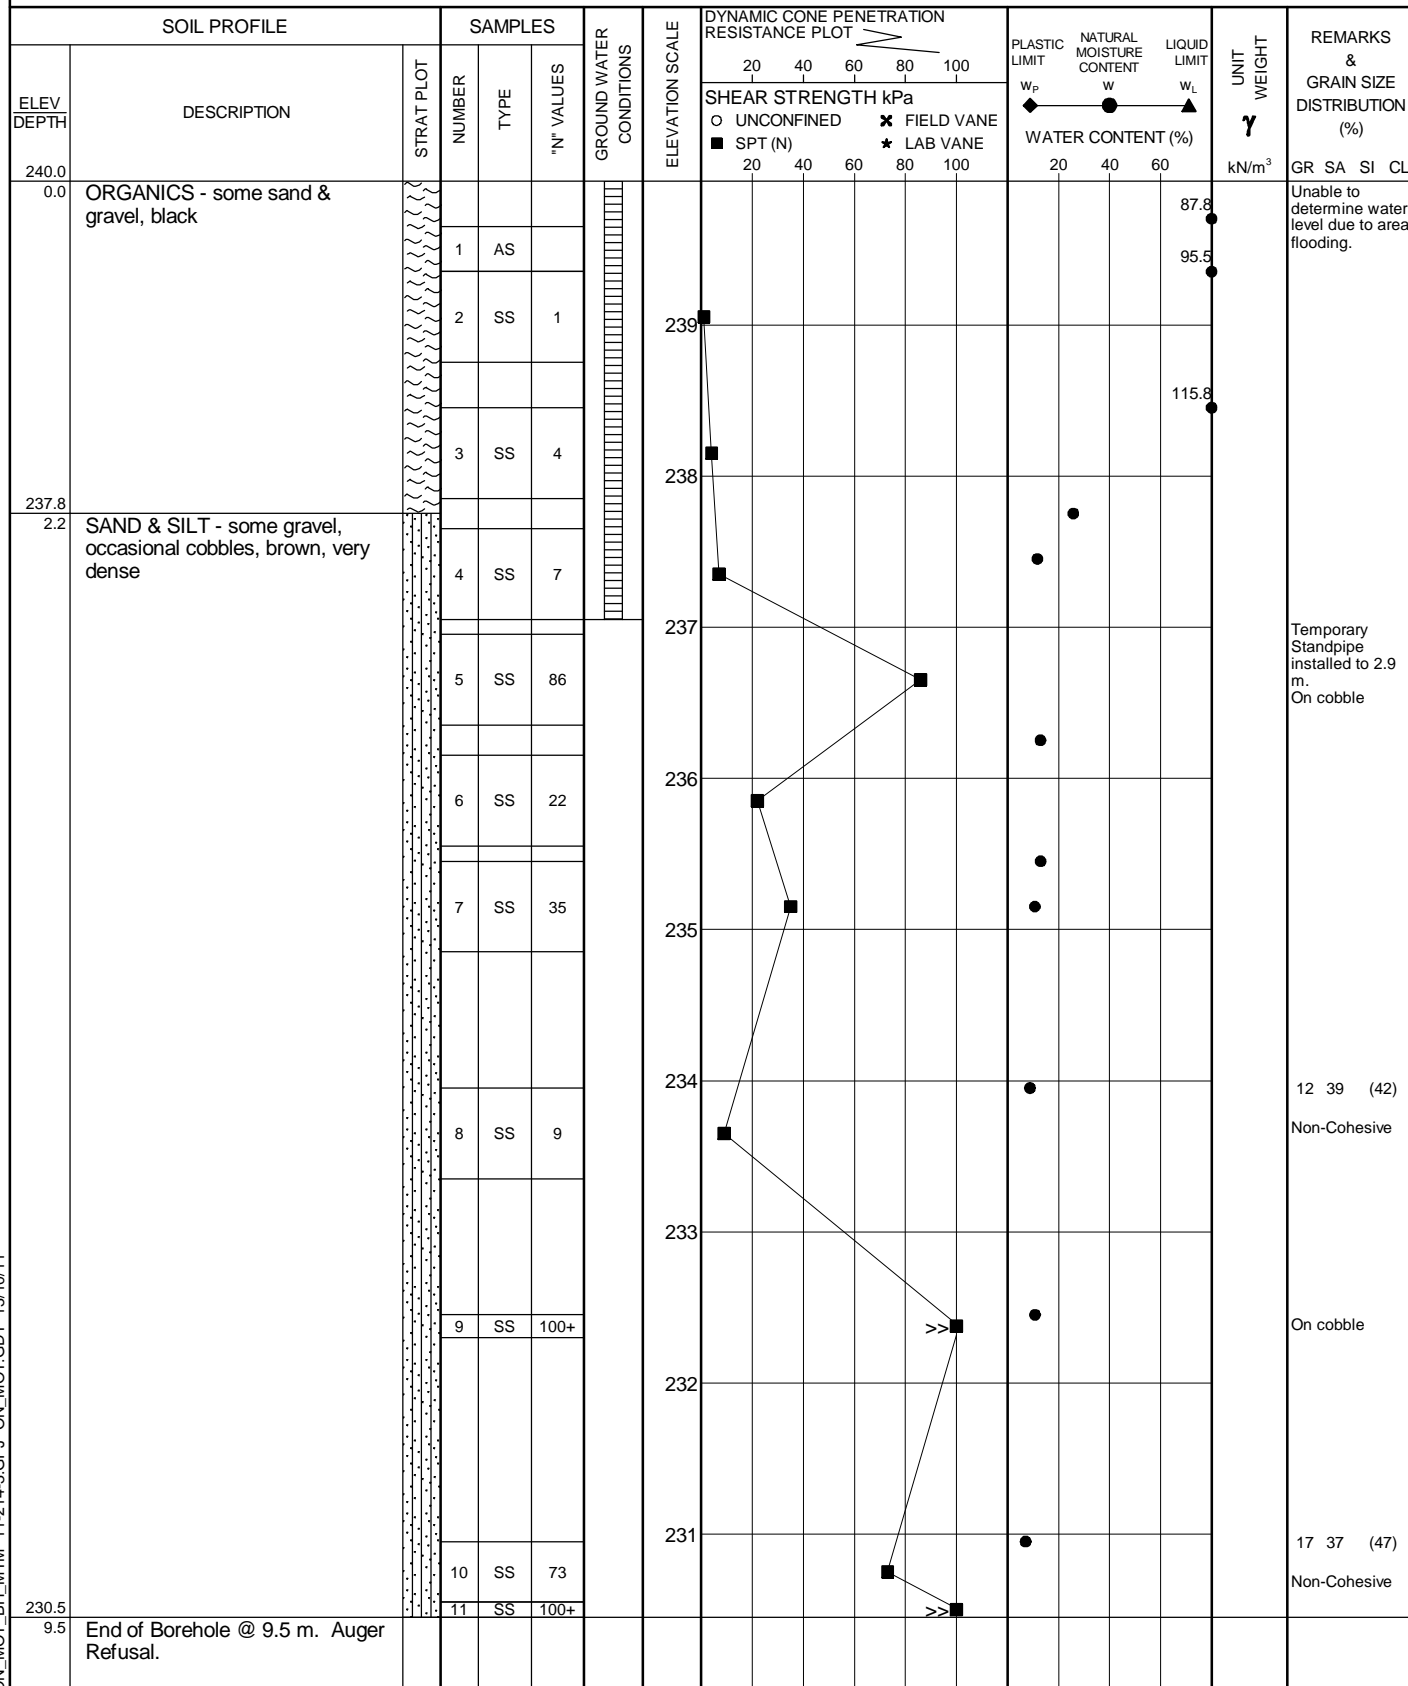 SOIL PROFILE
SAMPLES
GROUND WATER
CONDITIONS
ELEVATION SCALE
DYNAMIC CONE PENETRATION
RESISTANCE PLOT
20 40 60 80 100
SHEAR STRENGTH kPa
○ UNCONFINED ✖ FIELD VANE
■ SPT (N) ★ LAB VANE
20 40 60 80 100
PLASTIC
LIMIT
NATURAL
MOISTURE
CONTENT
LIQUID
LIMIT
wP w wL
WATER CONTENT (%)
20 40 60
UNIT
WEIGHT
γ
kN/m³
REMARKS
&
GRAIN SIZE
DISTRIBUTION
(%)
GR SA SI CL
ELEV
DEPTH
DESCRIPTION
STRAT PLOT
NUMBER
TYPE
"N" VALUES
240.0
0.0
ORGANICS - some sand &
gravel, black
87.8
Unable to
determine water
level due to area
flooding.
1 AS
95.5
2 SS 1
239
115.8
3 SS 4
238
237.8
2.2
SAND & SILT - some gravel,
occasional cobbles, brown, very
dense
4 SS 7
237
Temporary
Standpipe
installed to 2.9
m.
On cobble
5 SS 86
236
6 SS 22
7 SS 35
235
234
12 39 (42)
8 SS 9
Non-Cohesive
233
9 SS 100+
>>
On cobble
232
231
17 37 (47)
10 SS 73
Non-Cohesive
11 SS 100+
>>
230.5
9.5
End of Borehole @ 9.5 m. Auger
Refusal.